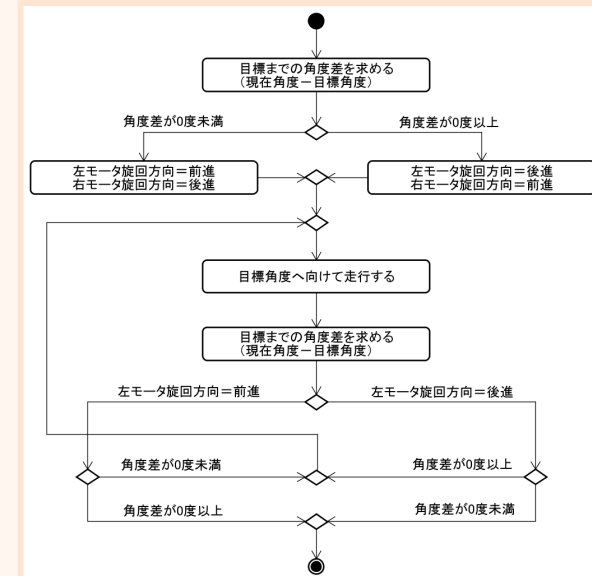 目標までの角度差を求める
(現在角度－目標角度)
角度差が0度未満
角度差が0度以上
左モータ旋回方向＝前進
右モータ旋回方向＝後進
左モータ旋回方向＝後進
右モータ旋回方向＝前進
目標角度へ向けて走行する
目標までの角度差を求める
(現在角度－目標角度)
左モータ旋回方向＝前進
左モータ旋回方向＝後進
角度差が0度未満
角度差が0度以上
角度差が0度以上
角度差が0度未満